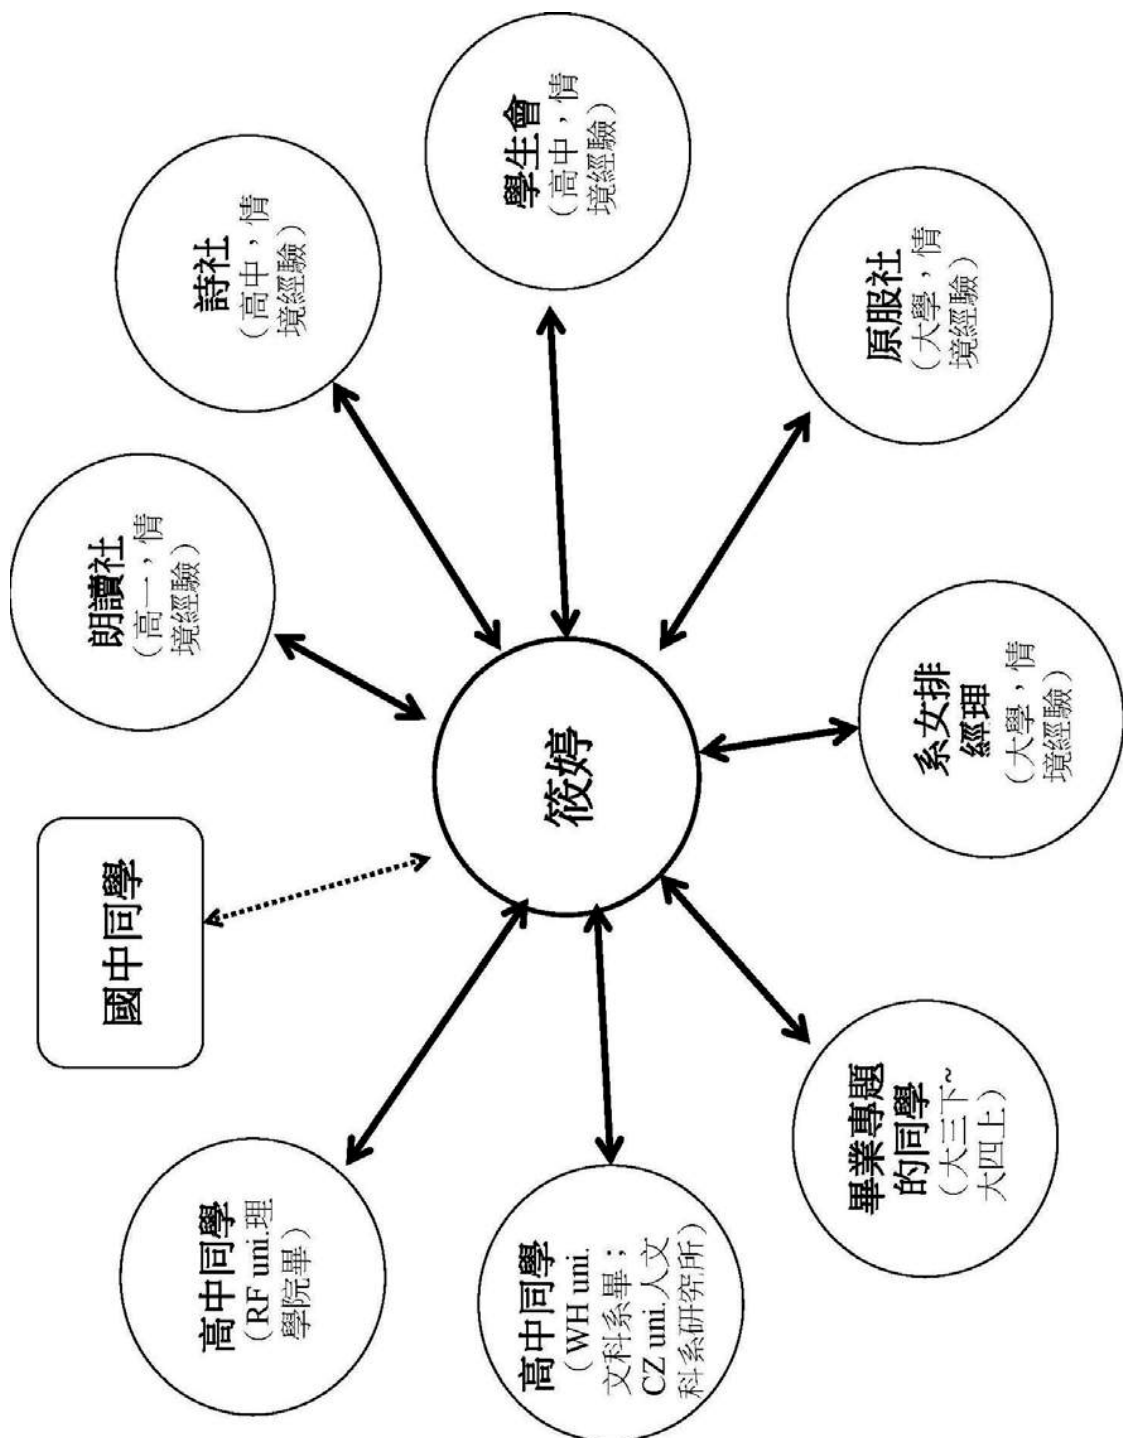 國中同學
朗讀社
（高一，情
境經驗）
高中同學
（RF uni.理
學院畢）
詩社
（高中，情
境經驗）
高中同學
（WH uni.
文科系畢；
CZ uni.人文
科系研究所）
筱婷
學生會
（高中，情
境經驗）
畢業專題
的同學
（大三下~
大四上
系女排
經理
（大學，情
境經驗）
原服社
（大學，情
境經驗）